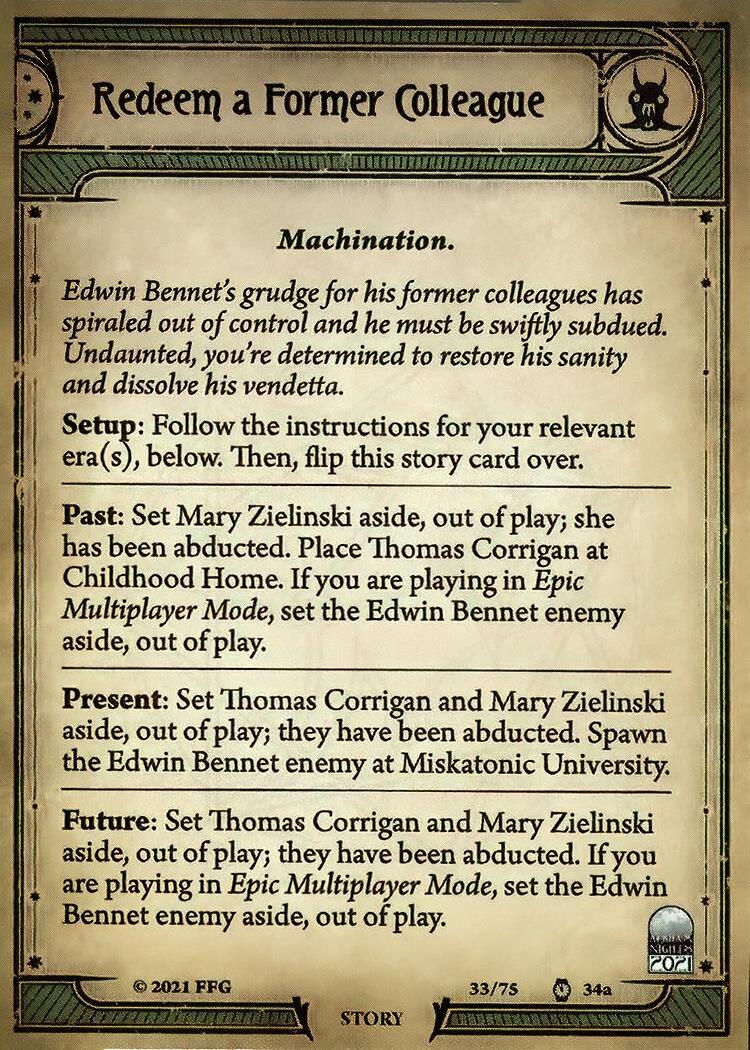 Redeem a Former Colleague
Machination.
Edwin Bennet's grudge for his former colleagues has
spiraled out of control and he must be swiftly subdued.
Undaunted, you're determined to restore his sanity
and dissolve his vendetta.
Setup: Follow the instructions for your relevant
era(s), below. Then, flip this story card over.
Past: Set Mary Zielinski aside, out of play; she
has been abducted. Place Thomas Corrigan at
Childhood Home. If you are playing in Epic
Multiplayer Mode, set the Edwin Bennet enemy
aside, out of play.
Present: Set Thomas Corrigan and Mary Zielinski
aside, out of play; they have been abducted. Spawn
the Edwin Bennet enemy at Miskatonic University.
Future: Set Thomas Corrigan and Mary Zielinski
aside, out of play; they have been abducted. If you
are playing in Epic Multiplayer Mode, set the Edwin
Bennet enemy aside, out of play.
ARKHAM
NIGHTS
2021
© 2021 FFG
33/75
34a
STORY